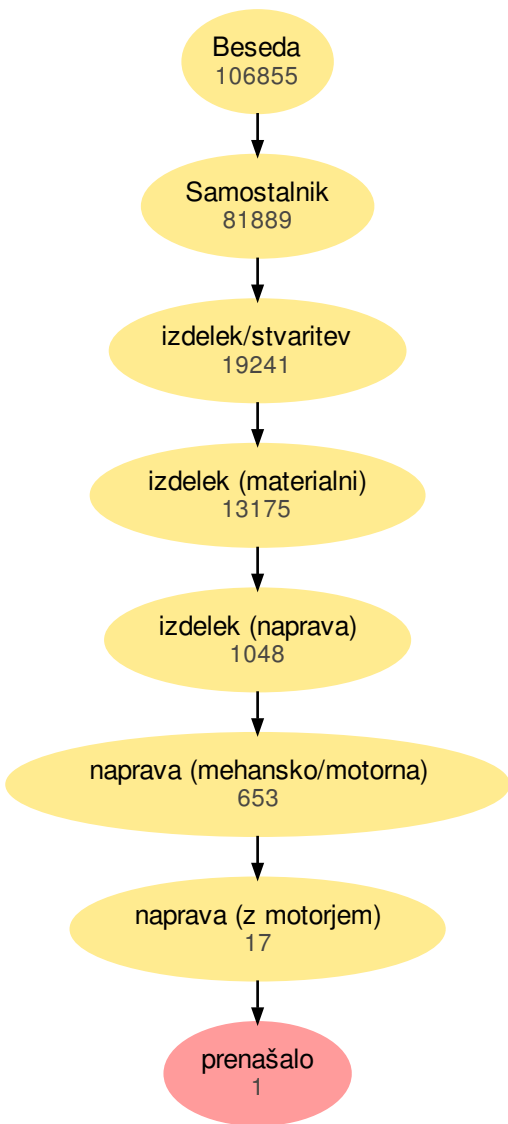 Beseda
106855
Samostalnik
81889
izdelek/stvaritev
19241
izdelek (materialni)
13175
izdelek (naprava)
1048
naprava (mehansko/motorna)
653
naprava (z motorjem)
17
prenašalo
1